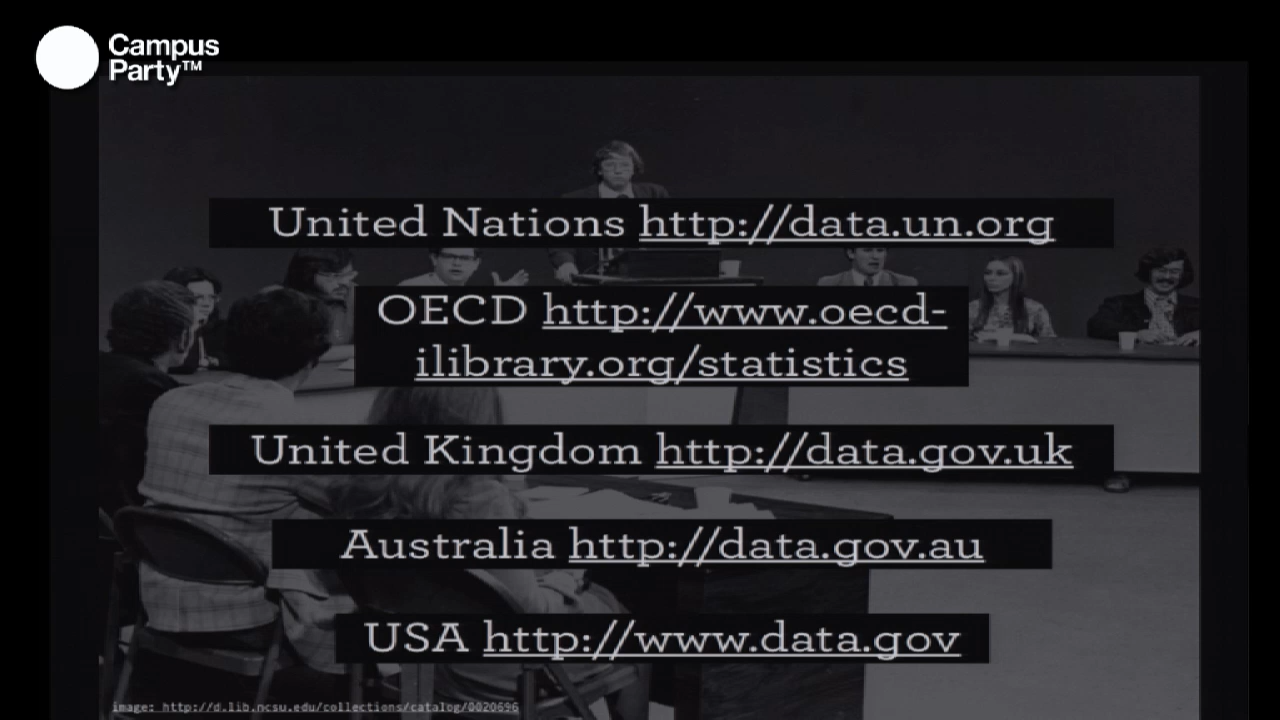 Campus
Party™
United Nations http://data.un.org
OECD http://www.oecd-
ilibrary.org/statistics
United Kingdom http://data.gov.uk
Australia http://data.gov.au
USA http://www.data.gov
image: http://d.lib.ncsu.edu/collections/catalog/0020696